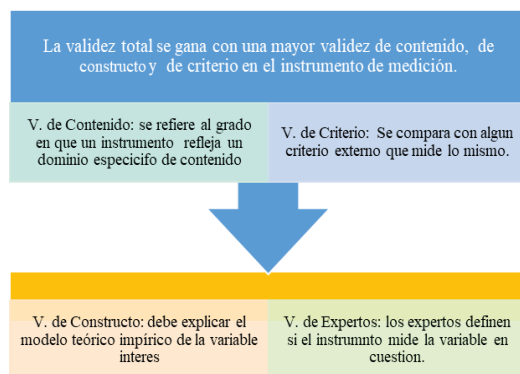 La validez total se gana con una mayor validez de contenido, de
constructo y de criterio en el instrumento de medición.
V. de Contenido: se refiere al grado
en que un instrumento refleja un
dominio especicifo de contenido
V. de Criterio: Se compara con algun
criterio externo que mide lo mismo.
V. de Constructo: debe explicar el
modelo teórico impírico de la variable
interes
V. de Expertos: los expertos definen
si el instrumnto mide la variable en
cuestion.